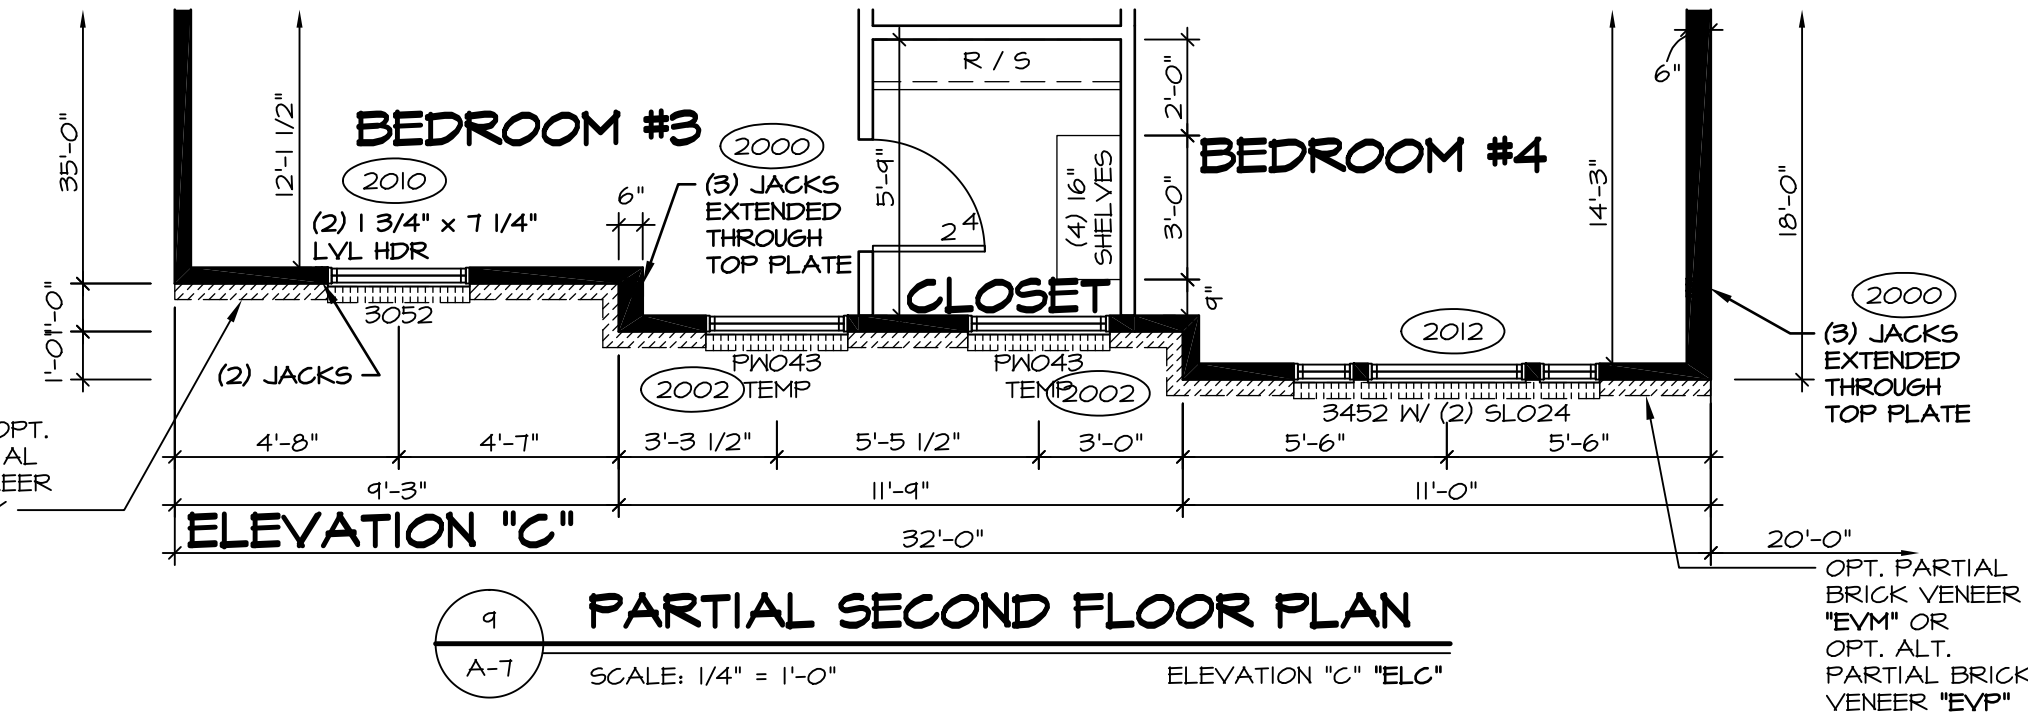 R / S
6"
BEDROOM #3
BEDROOM #4
2000
(3) JACKS
EXTENDED
THROUGH
TOP PLATE
2010
(2) 1 3/4" x 7 1/4"
LVL HDR
6"
35'-0"
12'-1 1/2"
5'-9"
2'-0"
3'-0"
9"
14'-3"
18'-0"
2 4
(4) 16"
SHELVES
CLOSET
1'-0"
1'-0"
3052
(2) JACKS
PW043
TEMP
2002
PW043
TEMP
2002
2012
3452 W/ (2) SL024
2000
(3) JACKS
EXTENDED
THROUGH
TOP PLATE
OPT.
AL
EER
4'-8"
4'-7"
3'-3 1/2"
5'-5 1/2"
3'-0"
5'-6"
5'-6"
9'-3"
11'-9"
11'-0"
ELEVATION "C"
32'-0"
20'-0"
OPT. PARTIAL
BRICK VENEER
"EVM" OR
OPT. ALT.
PARTIAL BRICK
VENEER "EVP"
9
A-7
PARTIAL SECOND FLOOR PLAN
SCALE: 1/4" = 1'-0"
ELEVATION "C" "ELC"